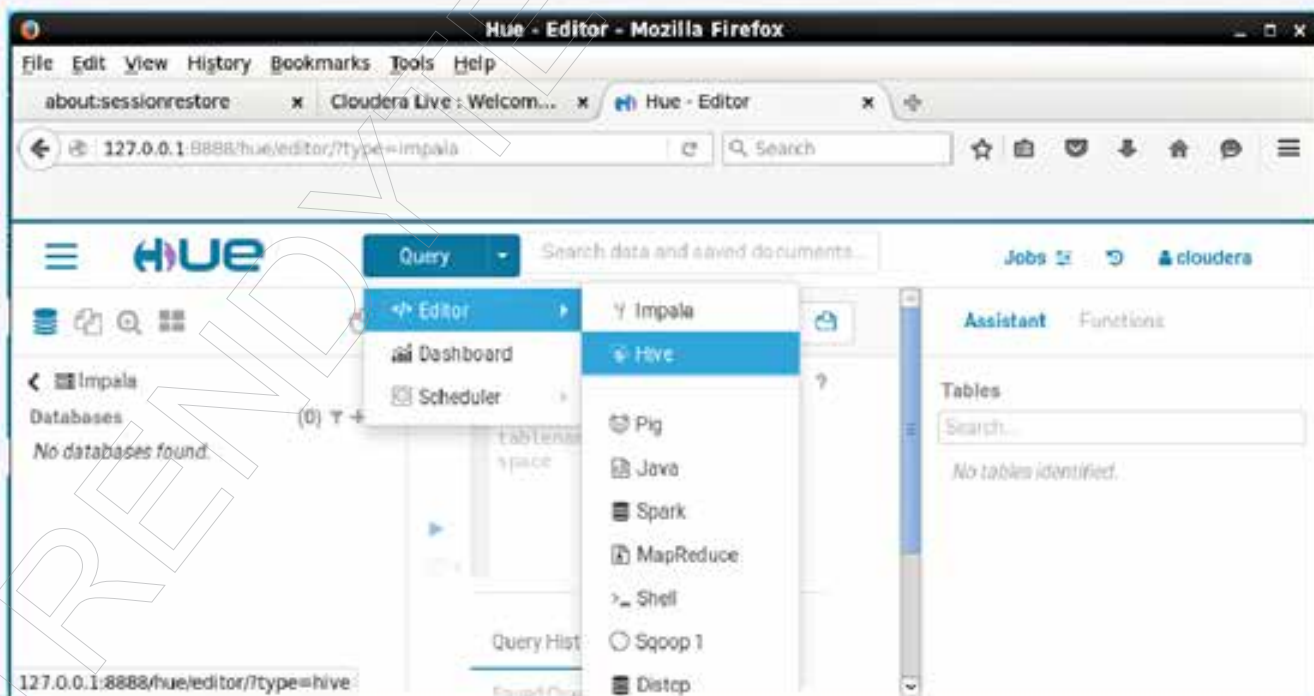 Hue - Editor - Mozilla Firefox
File Edit View History Bookmarks Tools Help
about:sessionrestore
Cloudera Live : Welcom...
Hue - Editor
127.0.0.1:8888/hue/editor/?type=impala
Search
HUE
Query
Search data and saved documents...
Jobs
cloudera
Editor
Dashboard
Scheduler
Impala
Hive
Pig
Java
Spark
MapReduce
Shell
Sqoop 1
Distcp
Impala
Databases (0)
No databases found.
?
space
Query Hist
Assistant Functions
Tables
Search...
No tables identified.
127.0.0.1:8888/hue/editor/?type=hive
TRENDYTE